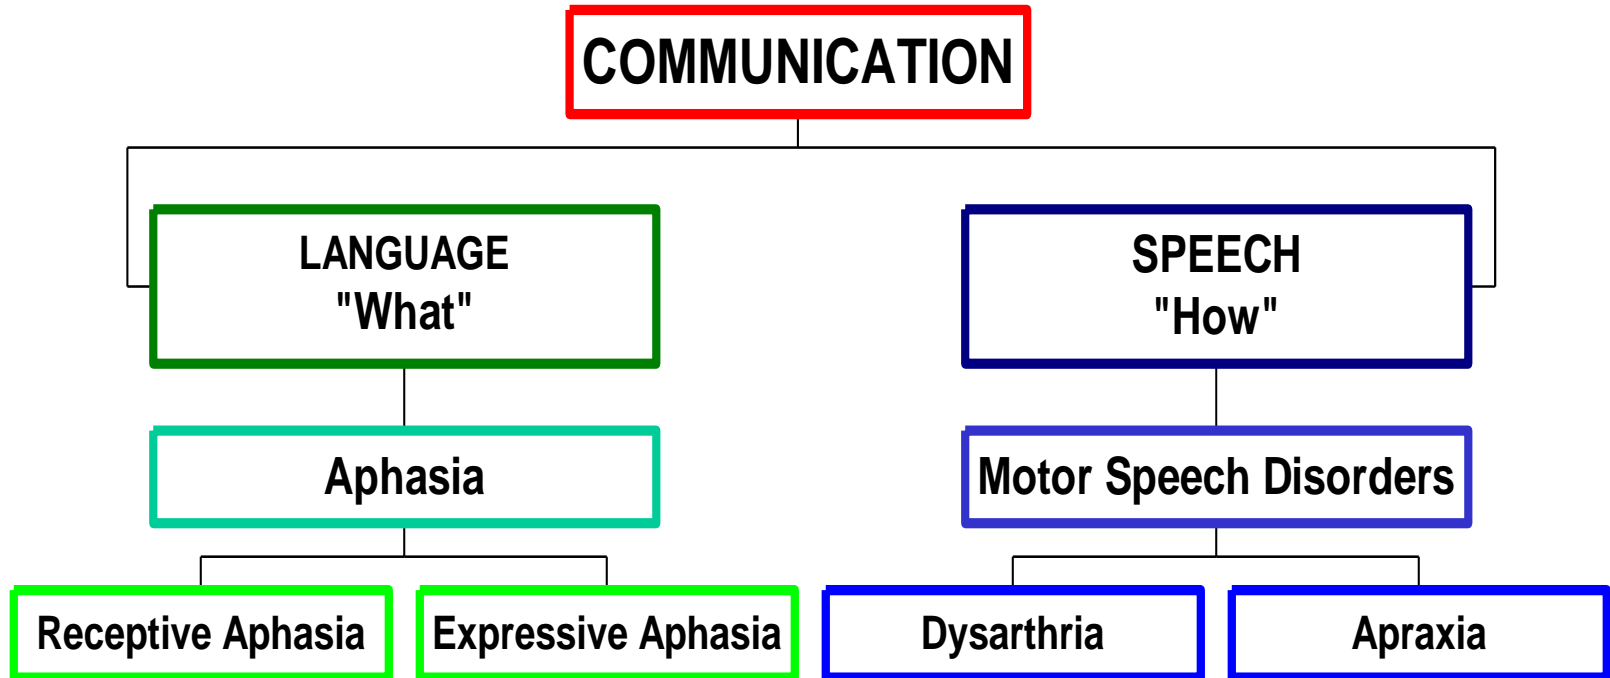 COMMUNICATION
LANGUAGE
"What"
SPEECH
"How"
Aphasia
Motor Speech Disorders
Receptive Aphasia
Expressive Aphasia
Dysarthria
Apraxia